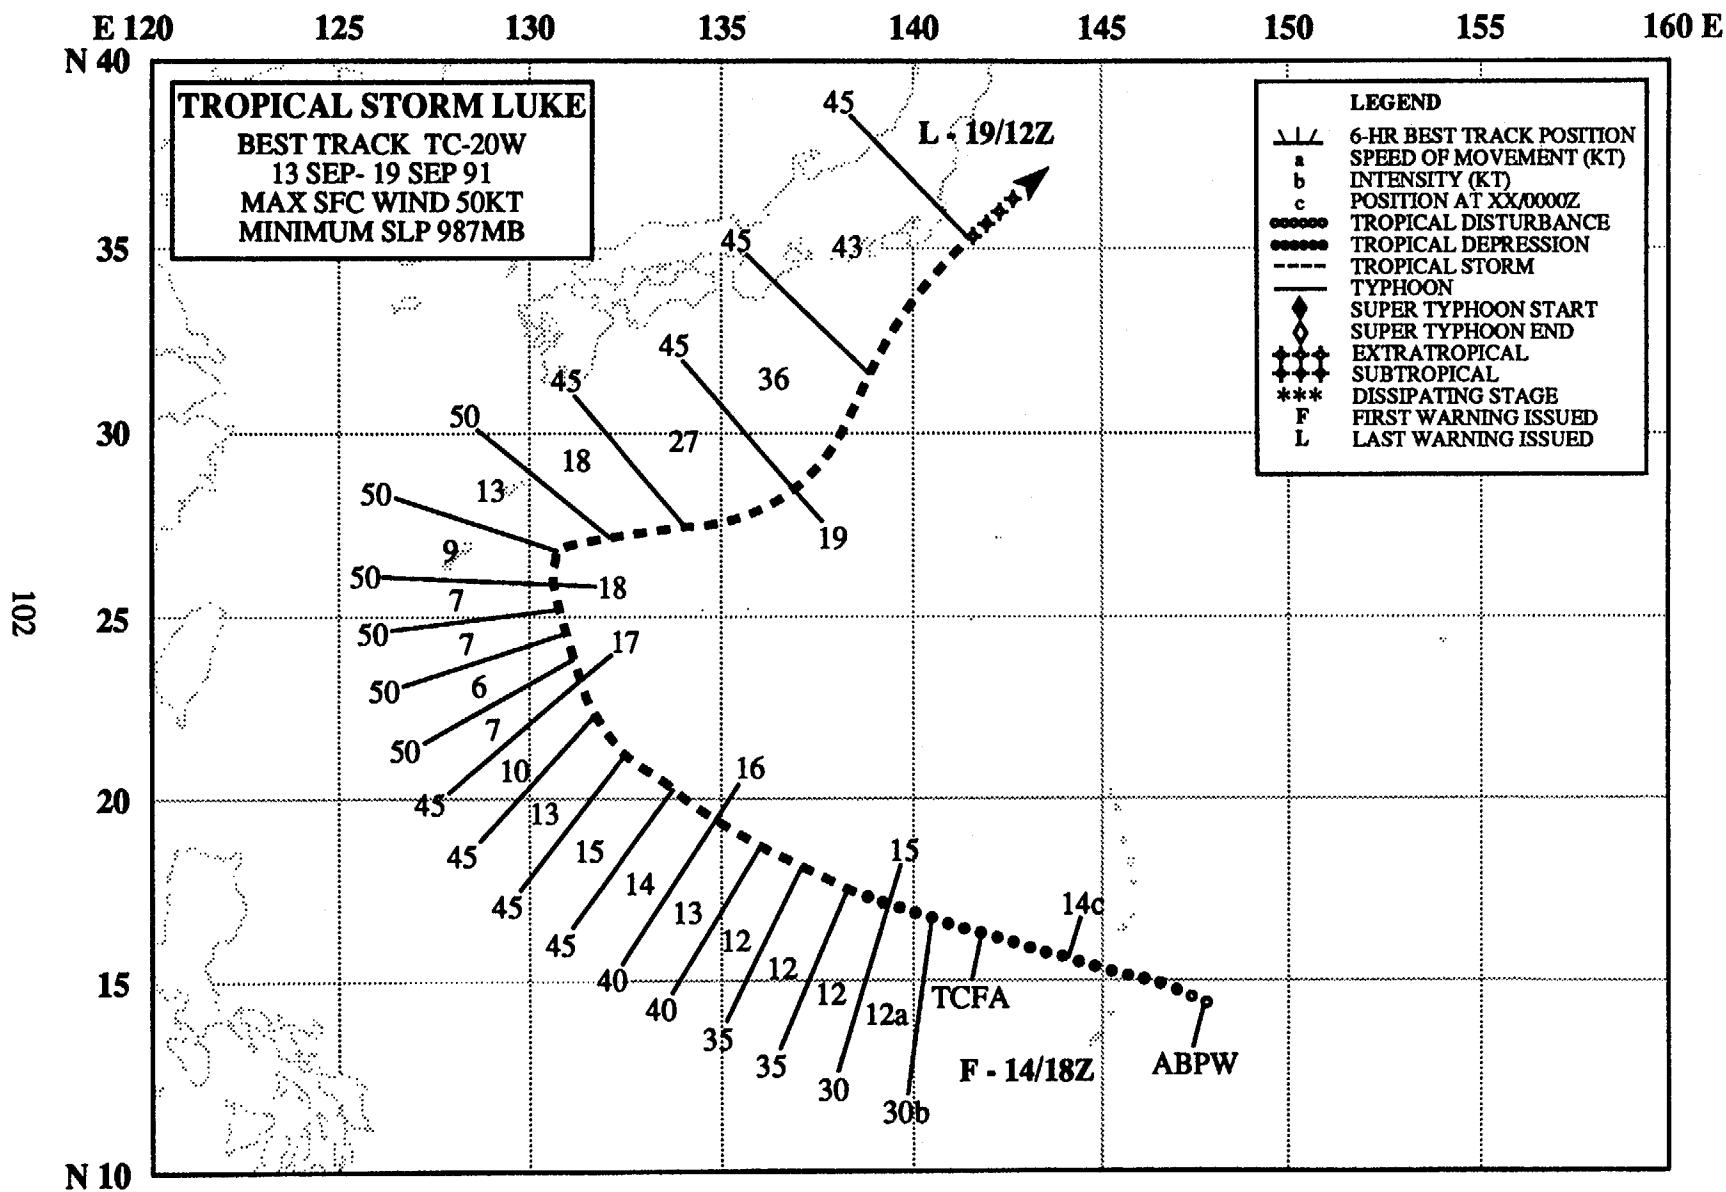 E 120 125 130 135 140 145 150 155 160 E
N 40
TROPICAL STORM LUKE
BEST TRACK TC-20W
13 SEP- 19 SEP 91
MAX SFC WIND 50KT
MINIMUM SLP 987MB
LEGEND
6-HR BEST TRACK POSITION
a SPEED OF MOVEMENT (KT)
b INTENSITY (KT)
c POSITION AT XX/0000Z
TROPICAL DISTURBANCE
TROPICAL DEPRESSION
TROPICAL STORM
TYPHOON
SUPER TYPHOON START
SUPER TYPHOON END
EXTRATROPICAL
SUBTROPICAL
*** DISSIPATING STAGE
F FIRST WARNING ISSUED
L LAST WARNING ISSUED
45
L - 19/12Z
45
43
35
45
36
45
50
30
27
18
13
50
19
9
50
18
7
102
25
50
17
7
50
6
7
50
10
16
20
45
13
45
15
15
14
45
14c
13
12
45
12
40
15
TCFA
12
12a
40
35
35
F - 14/18Z
ABPW
30
30b
N 10